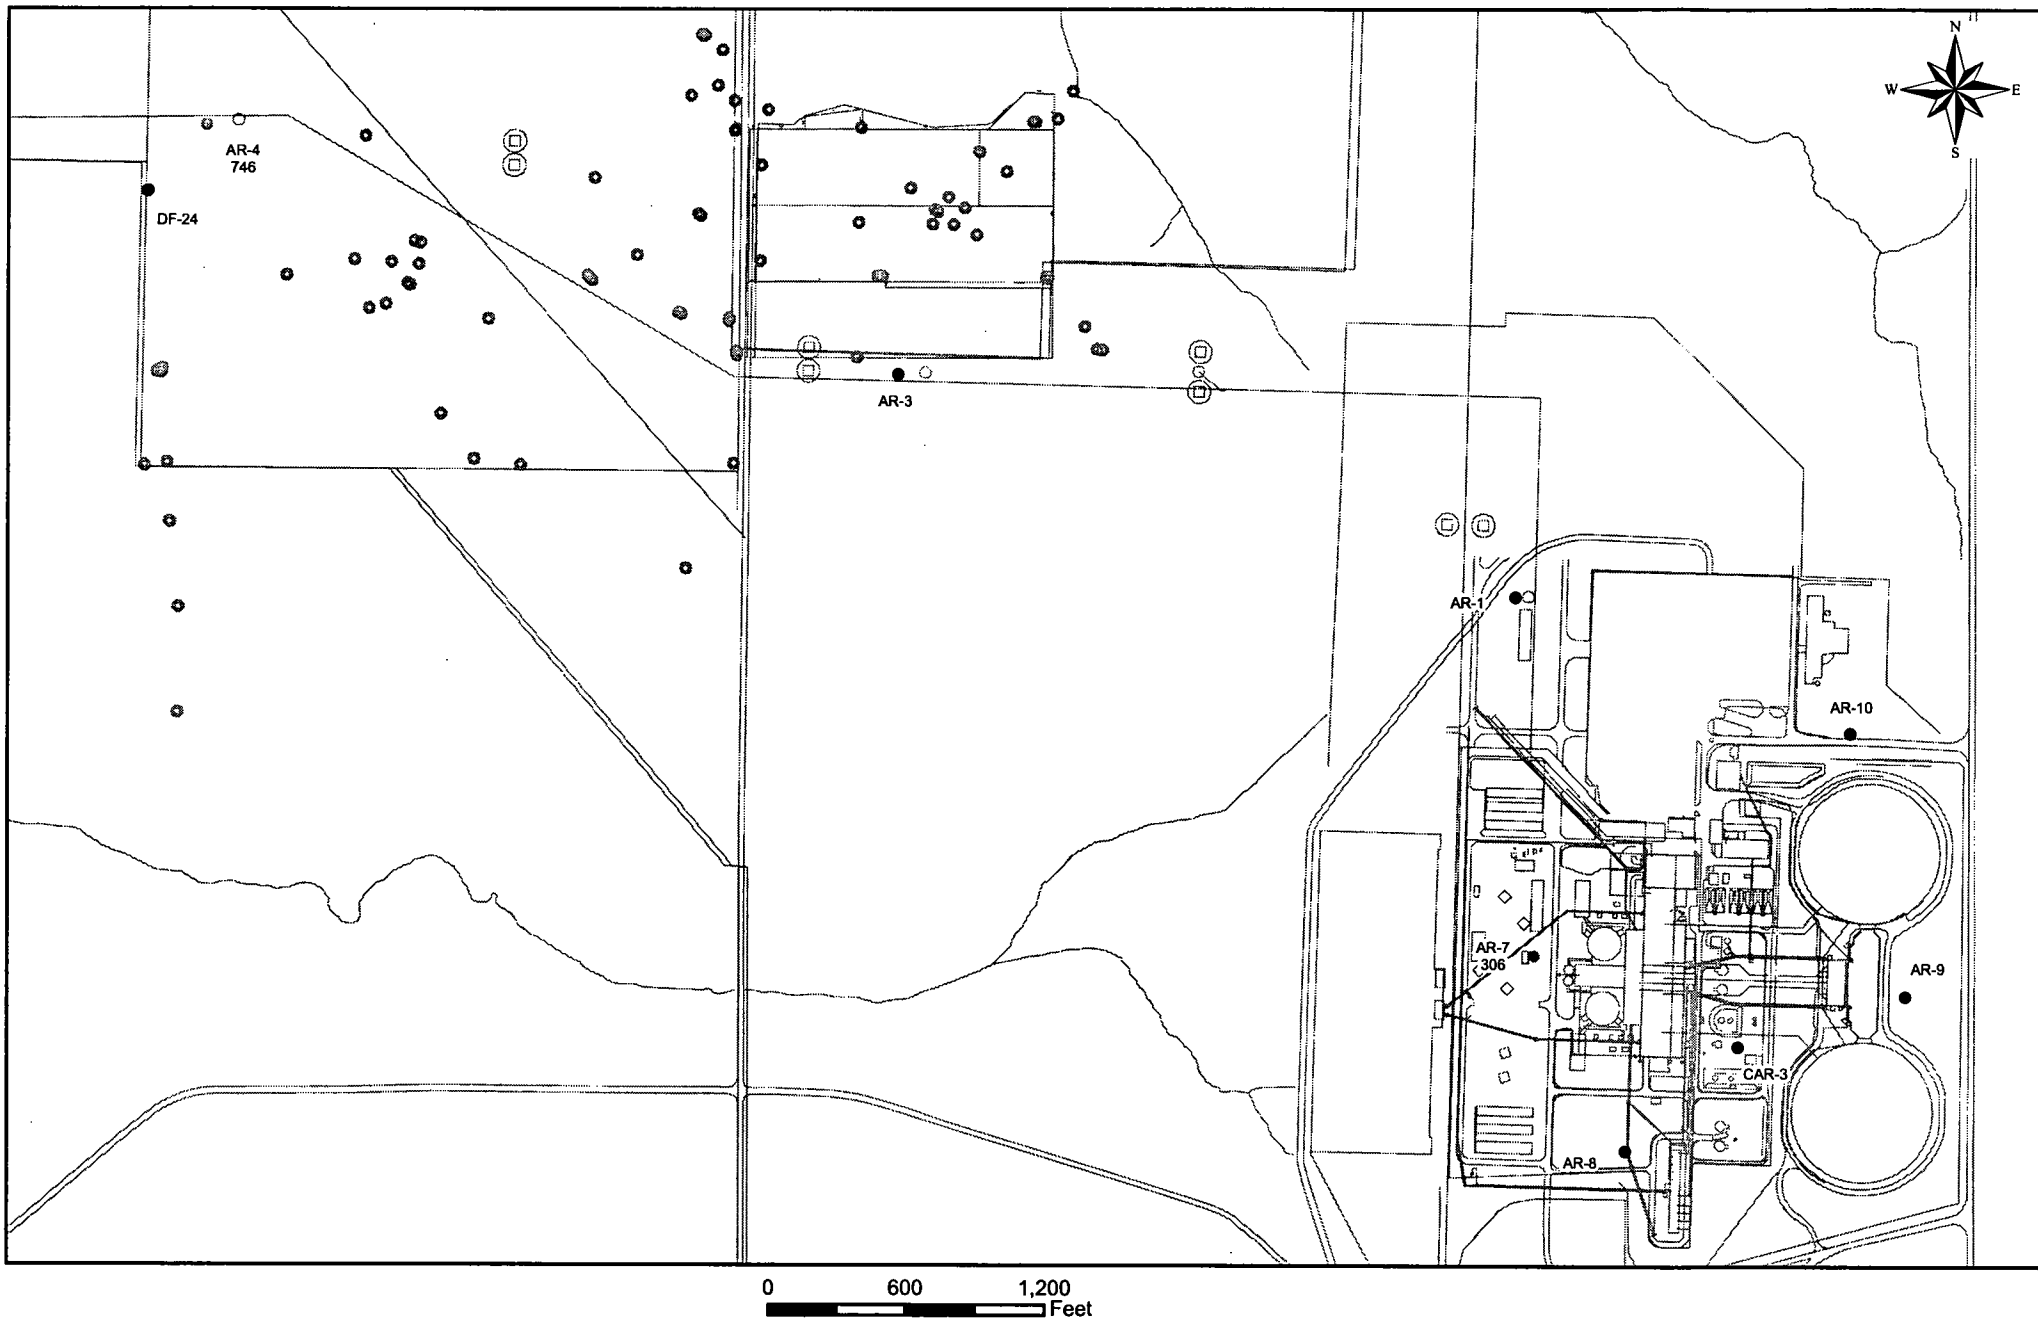 N
W E
S
AR-4
746
DF-24
AR-3
AR-1
AR-10
AR-7
306
AR-9
CAR-3
AR-8
0 600 1,200
Feet